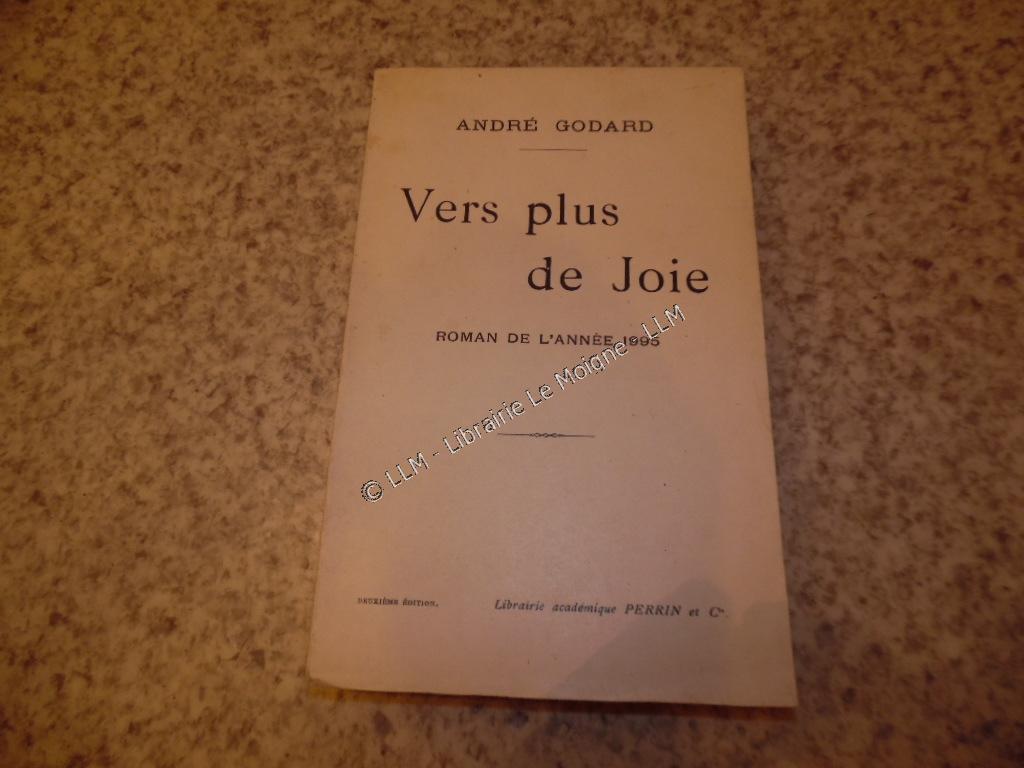 ANDRÉ GODARD
Vers plus
de Joie
ROMAN DE L'ANNÉE 1995
© LLM - Librairie Le Moigne - LLM
DEUXIÈME ÉDITION.
Librairie académique PERRIN et Cie.